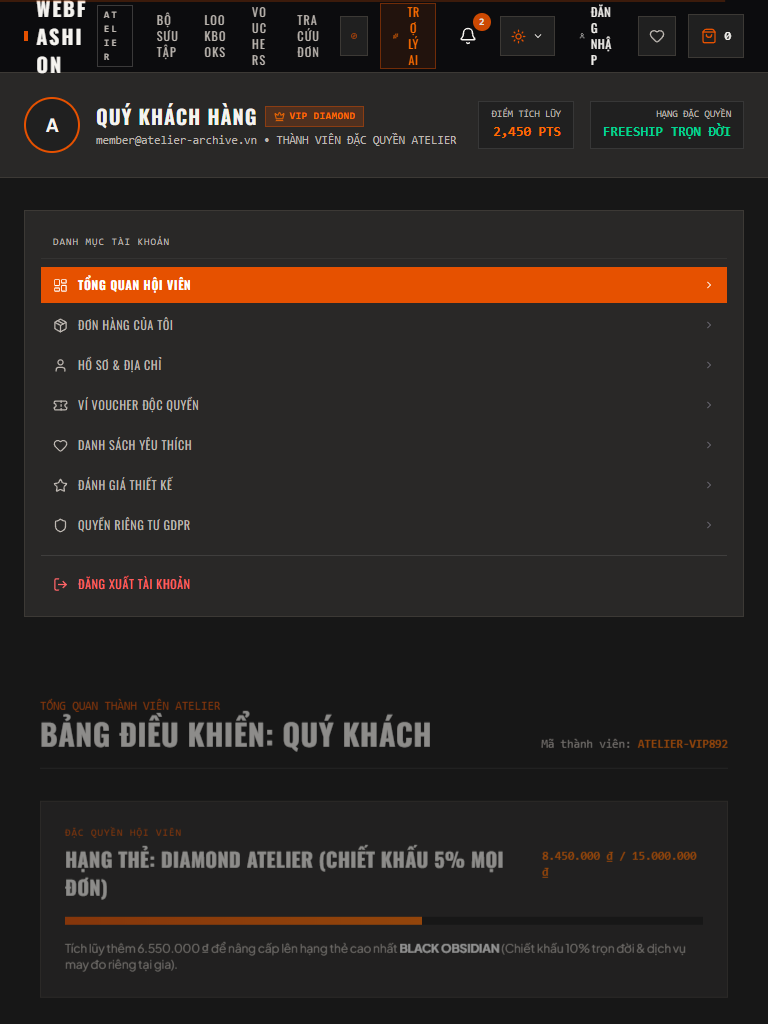 WEBF
ASHI
ON
AT
EL
IE
R
BỘ
SƯU
TẬP
LOO
KBO
OKS
VO
UC
HE
RS
TRA
CỨU
ĐƠN
TR
Ợ
LÝ
AI
2
ĐĂN
G
NHẬ
P
0
A
QUÝ KHÁCH HÀNG
VIP DIAMOND
member@atelier-archive.vn • THÀNH VIÊN ĐẶC QUYỀN ATELIER
ĐIỂM TÍCH LŨY
2,450 PTS
HẠNG ĐẶC QUYỀN
FREESHIP TRỌN ĐỜI
DANH MỤC TÀI KHOẢN
TỔNG QUAN HỘI VIÊN
ĐƠN HÀNG CỦA TÔI
HỒ SƠ & ĐỊA CHỈ
VÍ VOUCHER ĐỘC QUYỀN
DANH SÁCH YÊU THÍCH
ĐÁNH GIÁ THIẾT KẾ
QUYỀN RIÊNG TƯ GDPR
ĐĂNG XUẤT TÀI KHOẢN
TỔNG QUAN THÀNH VIÊN ATELIER
BẢNG ĐIỀU KHIỂN: QUÝ KHÁCH
Mã thành viên: ATELIER-VIP892
ĐẶC QUYỀN HỘI VIÊN
HẠNG THẺ: DIAMOND ATELIER (CHIẾT KHẤU 5% MỌI
ĐƠN)
8.450.000 ₫ / 15.000.000
₫
Tích lũy thêm 6.550.000 ₫ để nâng cấp lên hạng thẻ cao nhất BLACK OBSIDIAN (Chiết khấu 10% trọn đời & dịch vụ
may đo riêng tại gia).